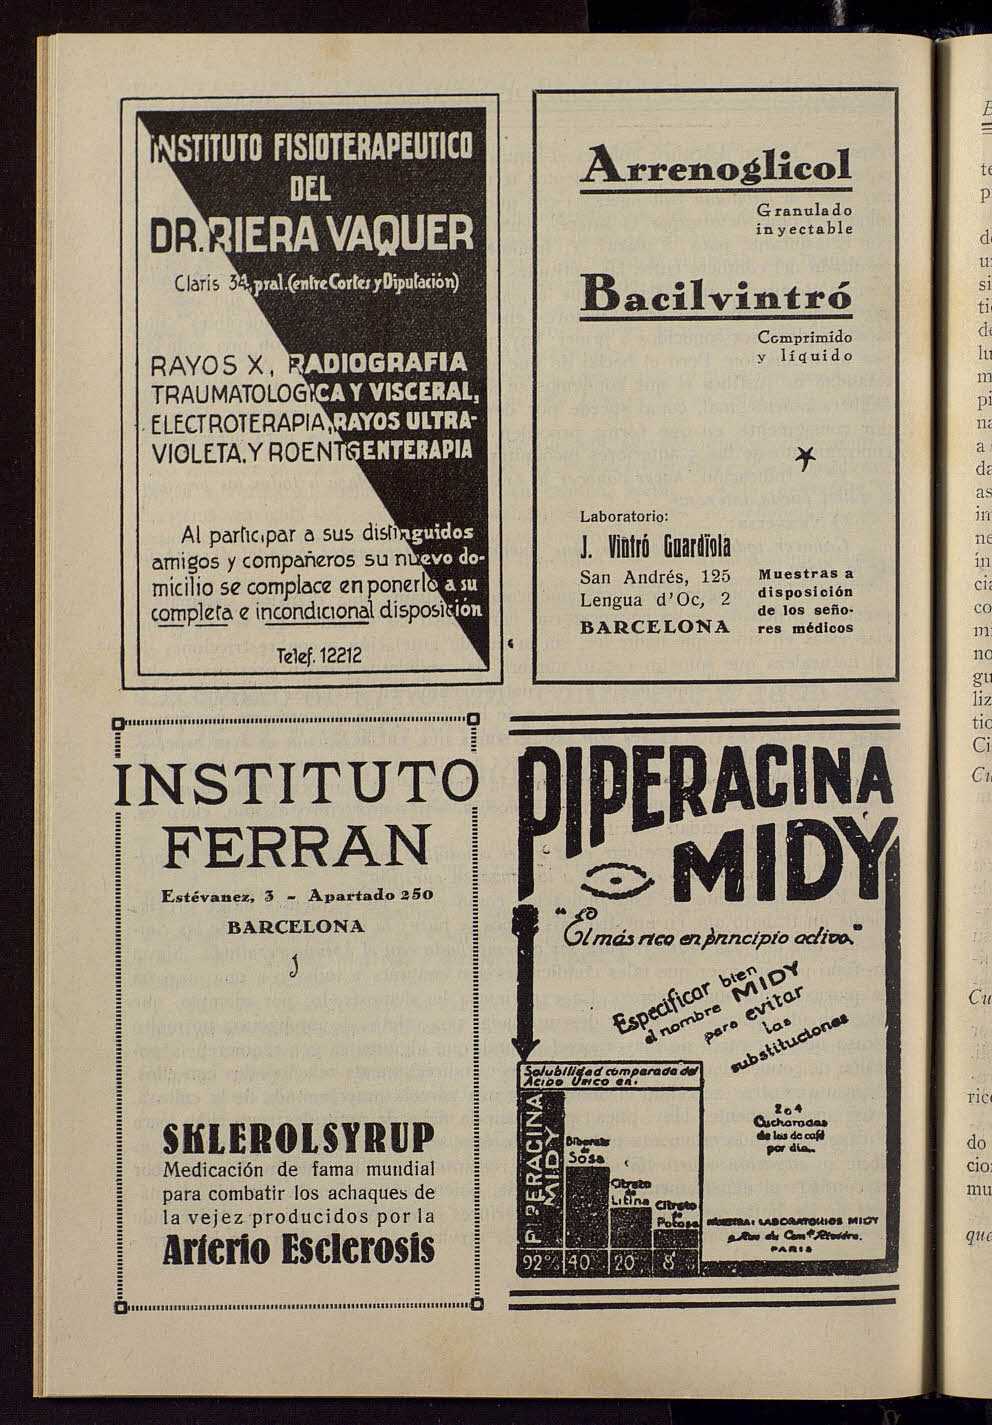 INSTITUTO FISIOTERAPEUTICO
DEL
DR. RIERA VAQUER
Claris 34, pral. (entre Cortes y Diputación)
RAYOS X, RADIOGRAFIA
TRAUMATOLOGICA Y VISCERAL,
ELECTROTERAPIA, RAYOS ULTRA-
VIOLETA. Y ROENTGENTERAPIA
Al participar a sus distinguidos
amigos y compañeros su nuevo do-
micilio se complace en ponerlo a su
completa e incondicional disposición
Telef. 12212
Arrenoglicol
Granulado
inyectable
Bacilvintró
Comprimido
y líquido
Laboratorio:
J. Vintró Guardiola
San Andrés, 125
Lengua d'Oc, 2
BARCELONA
Muestras a
disposición
de los seño-
res médicos
INSTITUTO
FERRAN
Estévanez, 3 - Apartado 250
BARCELONA
SKLEROLSYRUP
Medicación de fama mundial
para combatir los achaques de
la vejez producidos por la
Arterio Esclerosis
PIPERACINA
MIDY
"El más rico en principio activo."
Especificar bien
el nombre MIDY
para evitar
las
substituciones
Solubilidad comparada del
Acido Urico en:
PIPERACINA
MIDY
Biborato
de
Sosa
Citrato
de
Litina
Citrato
de
Potasa
92% 40 20 8
2 o 4
Cucharadas
de las de café
por dia.
MUESTRA: LABORATORIOS MIDY
PARIS